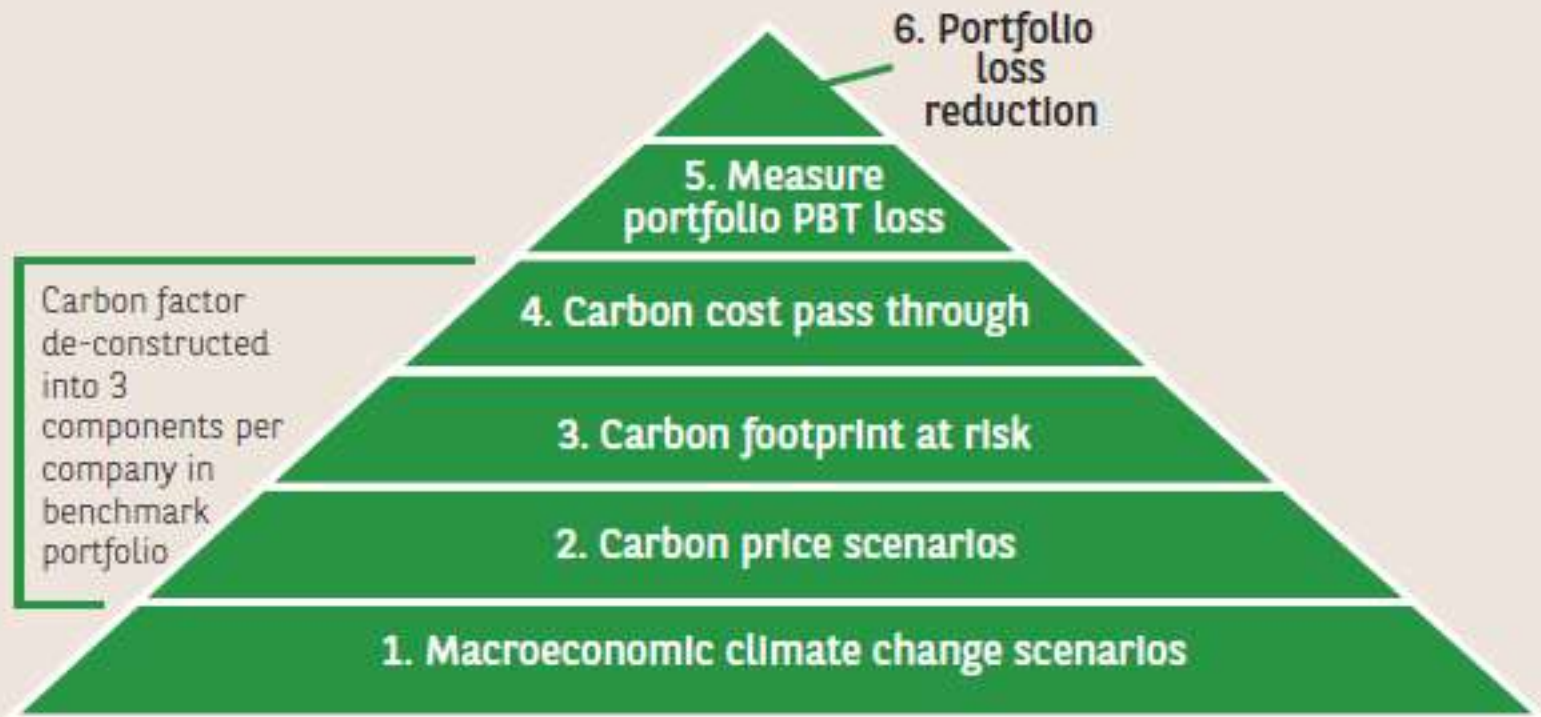 6. Portfolio
loss
reduction
5. Measure
portfolio PBT loss
4. Carbon cost pass through
Carbon factor
de-constructed
into 3
components per
company in
benchmark
portfolio
3. Carbon footprint at risk
2. Carbon price scenarios
1. Macroeconomic climate change scenarios